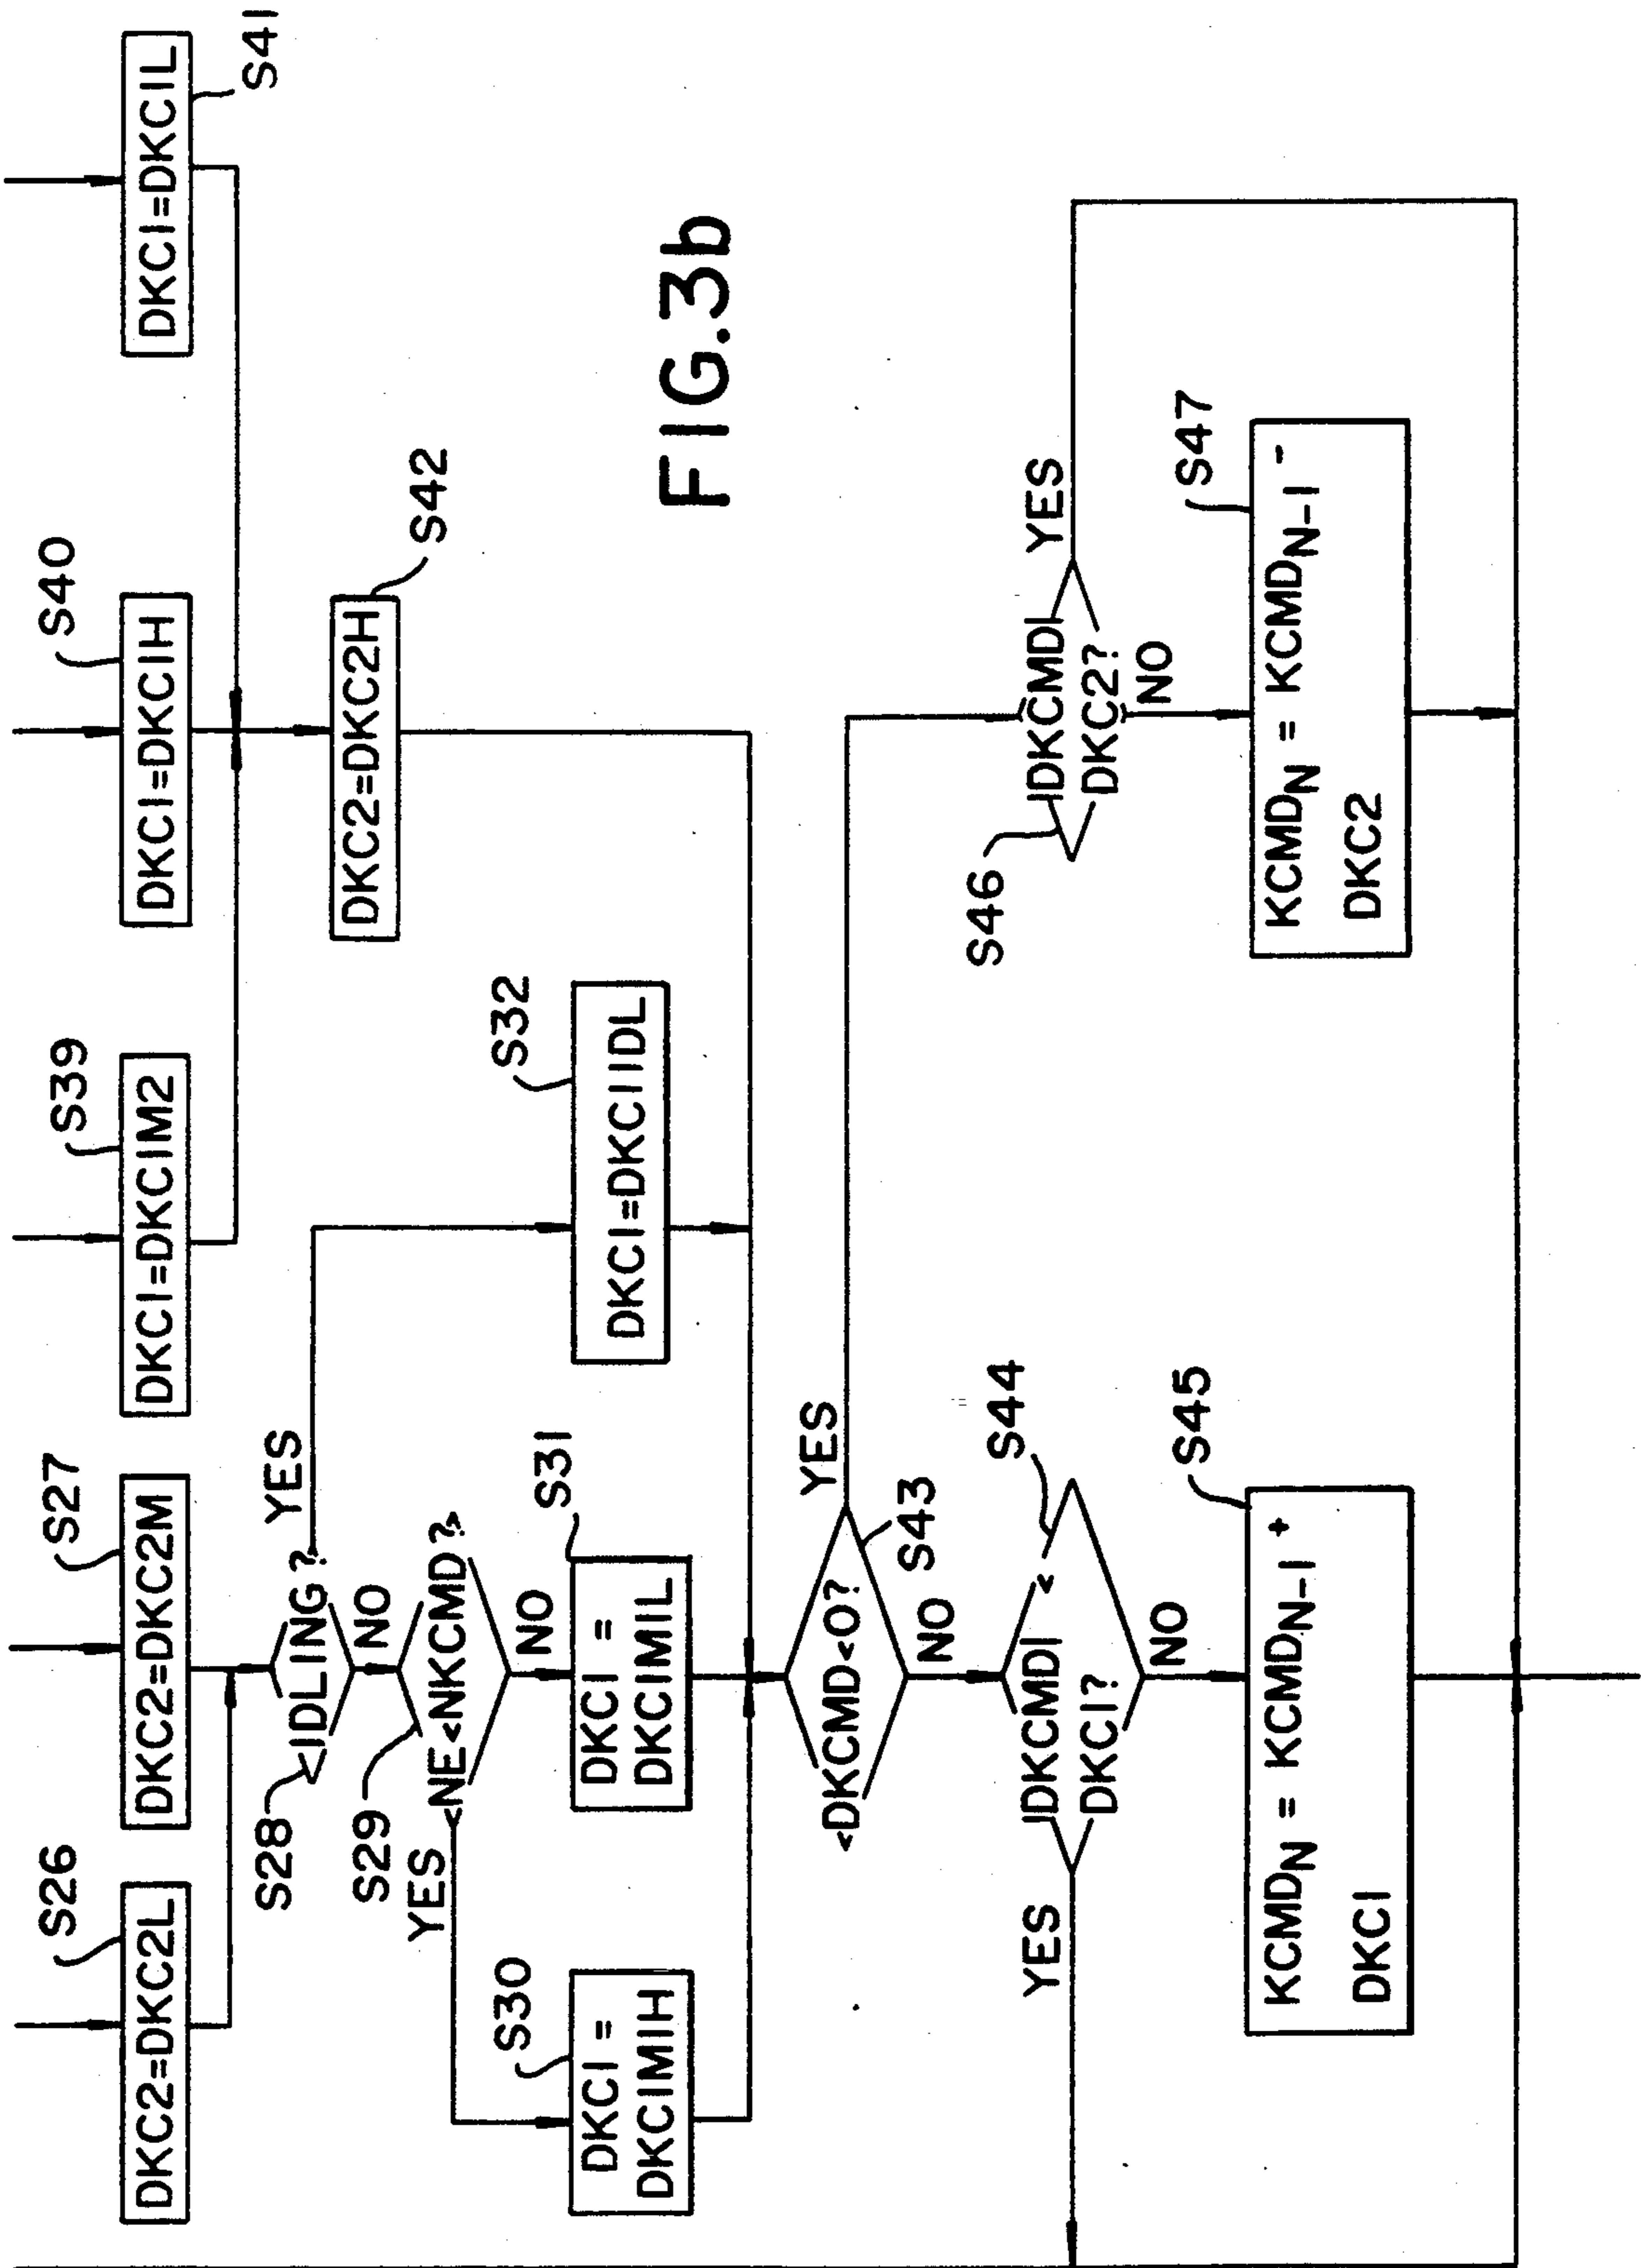 S26
DKC2=DKC2L
S27
DKC2=DKC2M
S39
DKC1=DKC1M2
S40
DKC1=DKC1H
S41
DKC1=DKC1L
S28
IDLING?
YES
NO
S42
DKC2=DKC2H
S29
NE<NKCMD?
YES
NO
S30
DKC1=
DKC1M1H
S31
DKC1=
DKC1M1L
S32
DKC1=DKC1IDL
FIG.3b
DKCMD<0?
YES
S43
NO
S44
|DKCMD| <
DKC1?
YES
NO
S46
|DKCMD|
DKC2?
YES
NO
S45
KCMDN = KCMDN-1 +
DKC1
S47
KCMDN = KCMDN-1 -
DKC2